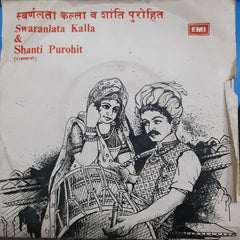 स्वर्णलता कल्ला व शांति पुरोहित
Swaranlata Kalla
EMI
&
Shanti Purohit
(राजस्थानी)